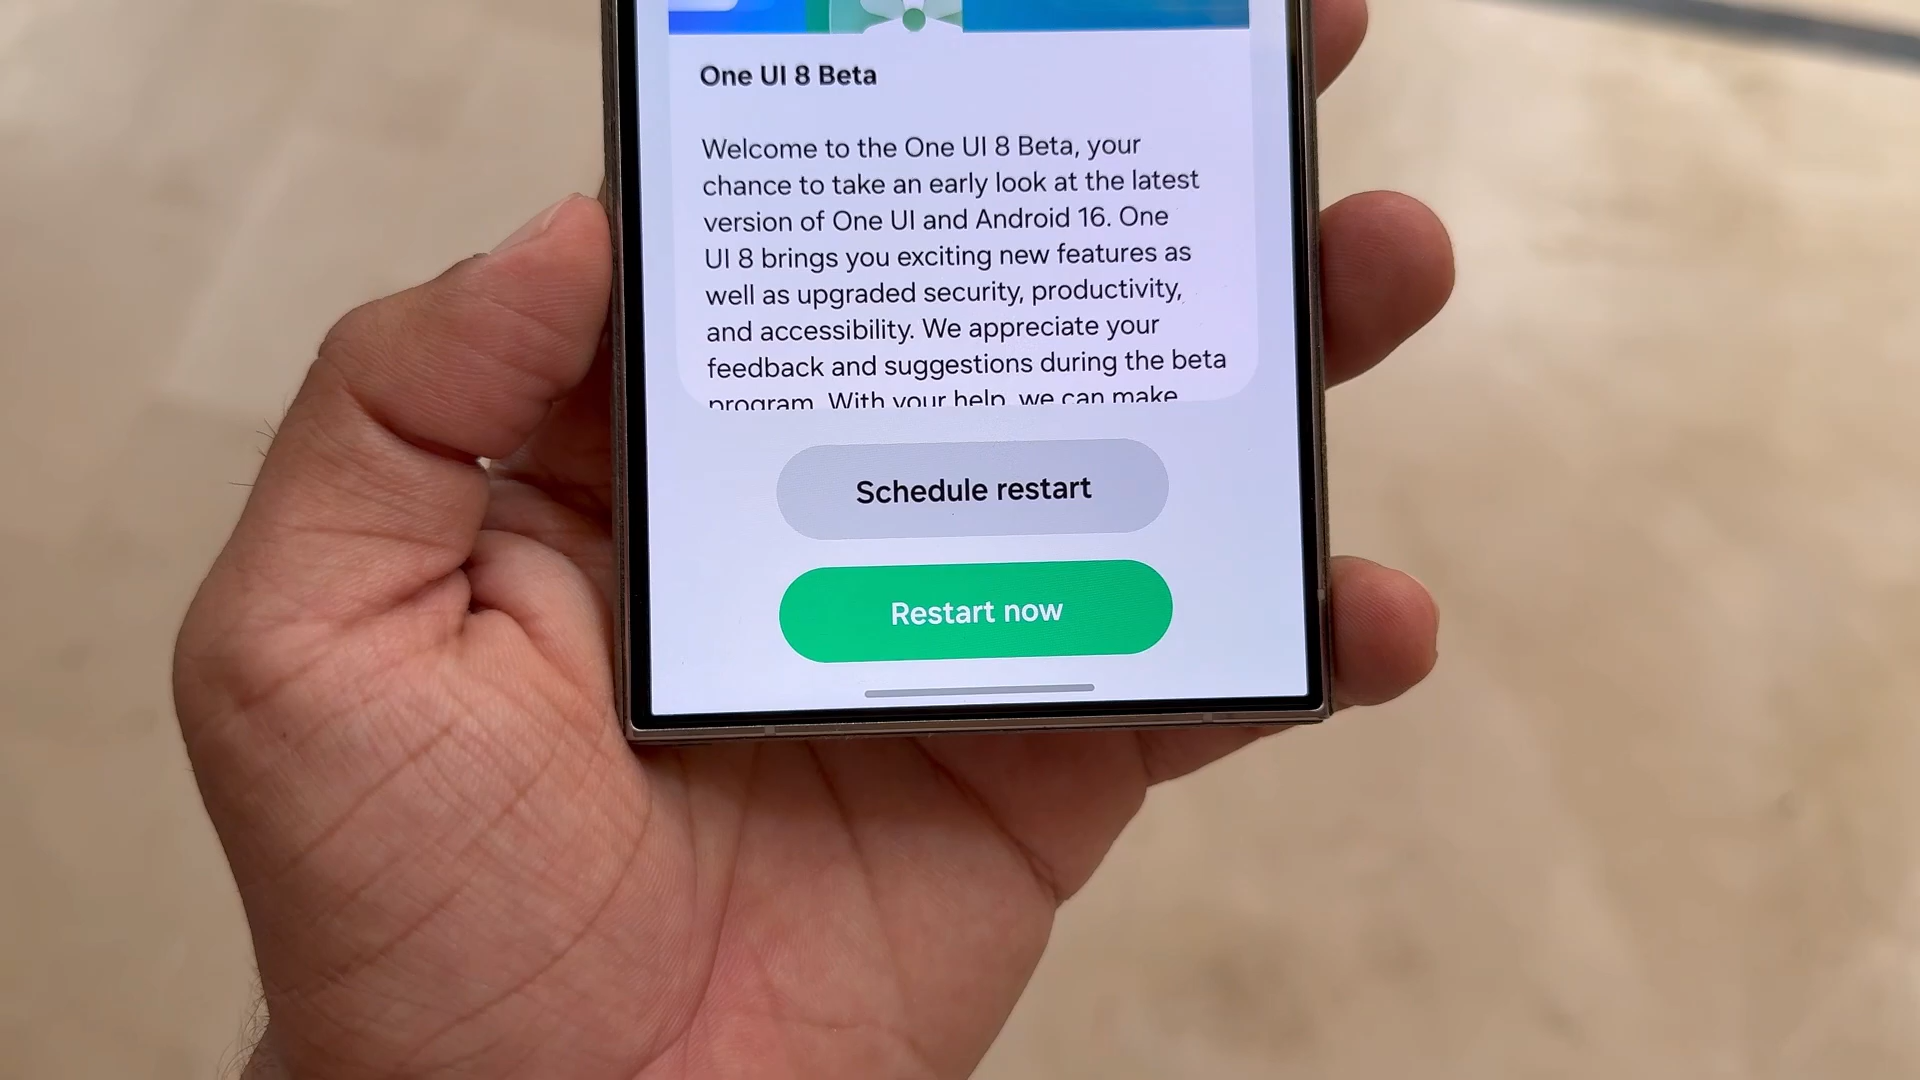 One UI 8 Beta
Welcome to the One UI 8 Beta, your
chance to take an early look at the latest
version of One UI and Android 16. One
UI 8 brings you exciting new features as
well as upgraded security, productivity,
and accessibility. We appreciate your
feedback and suggestions during the beta
program. With your help, we can make
Schedule restart
Restart now